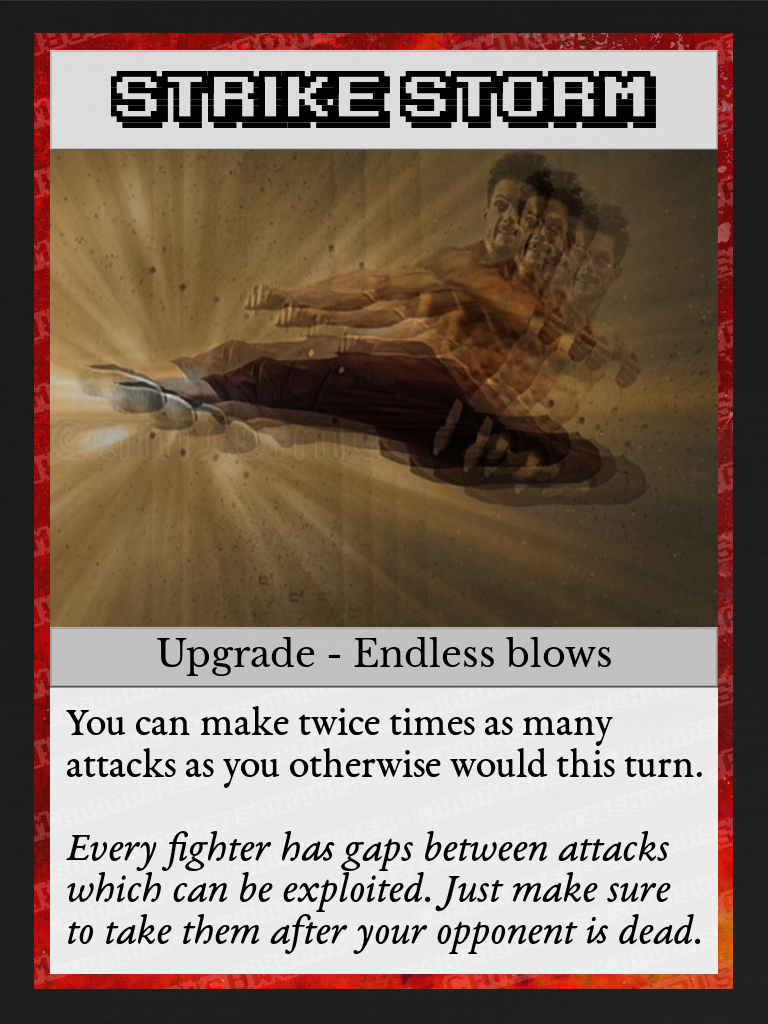 STRIKE STORM
Upgrade - Endless blows
You can make twice times as many
attacks as you otherwise would this turn.
Every fighter has gaps between attacks
which can be exploited. Just make sure
to take them after your opponent is dead.